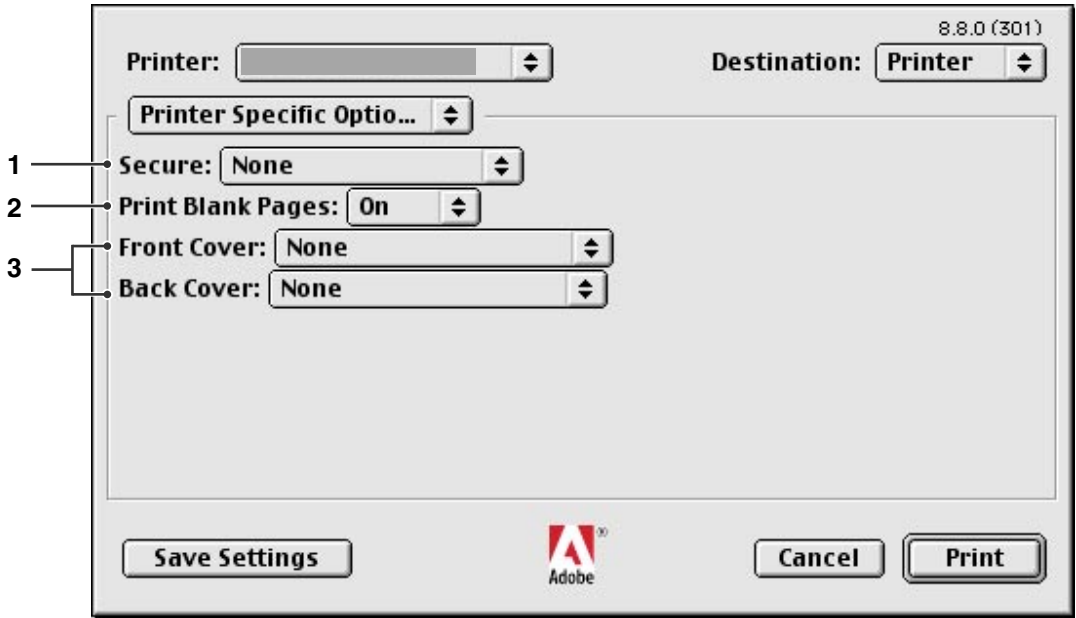 8.8.0 (301)
Printer: Destination: Printer
Printer Specific Optio...
1 Secure: None
2 Print Blank Pages: On
3 Front Cover: None
Back Cover: None
Save Settings Adobe® Cancel Print